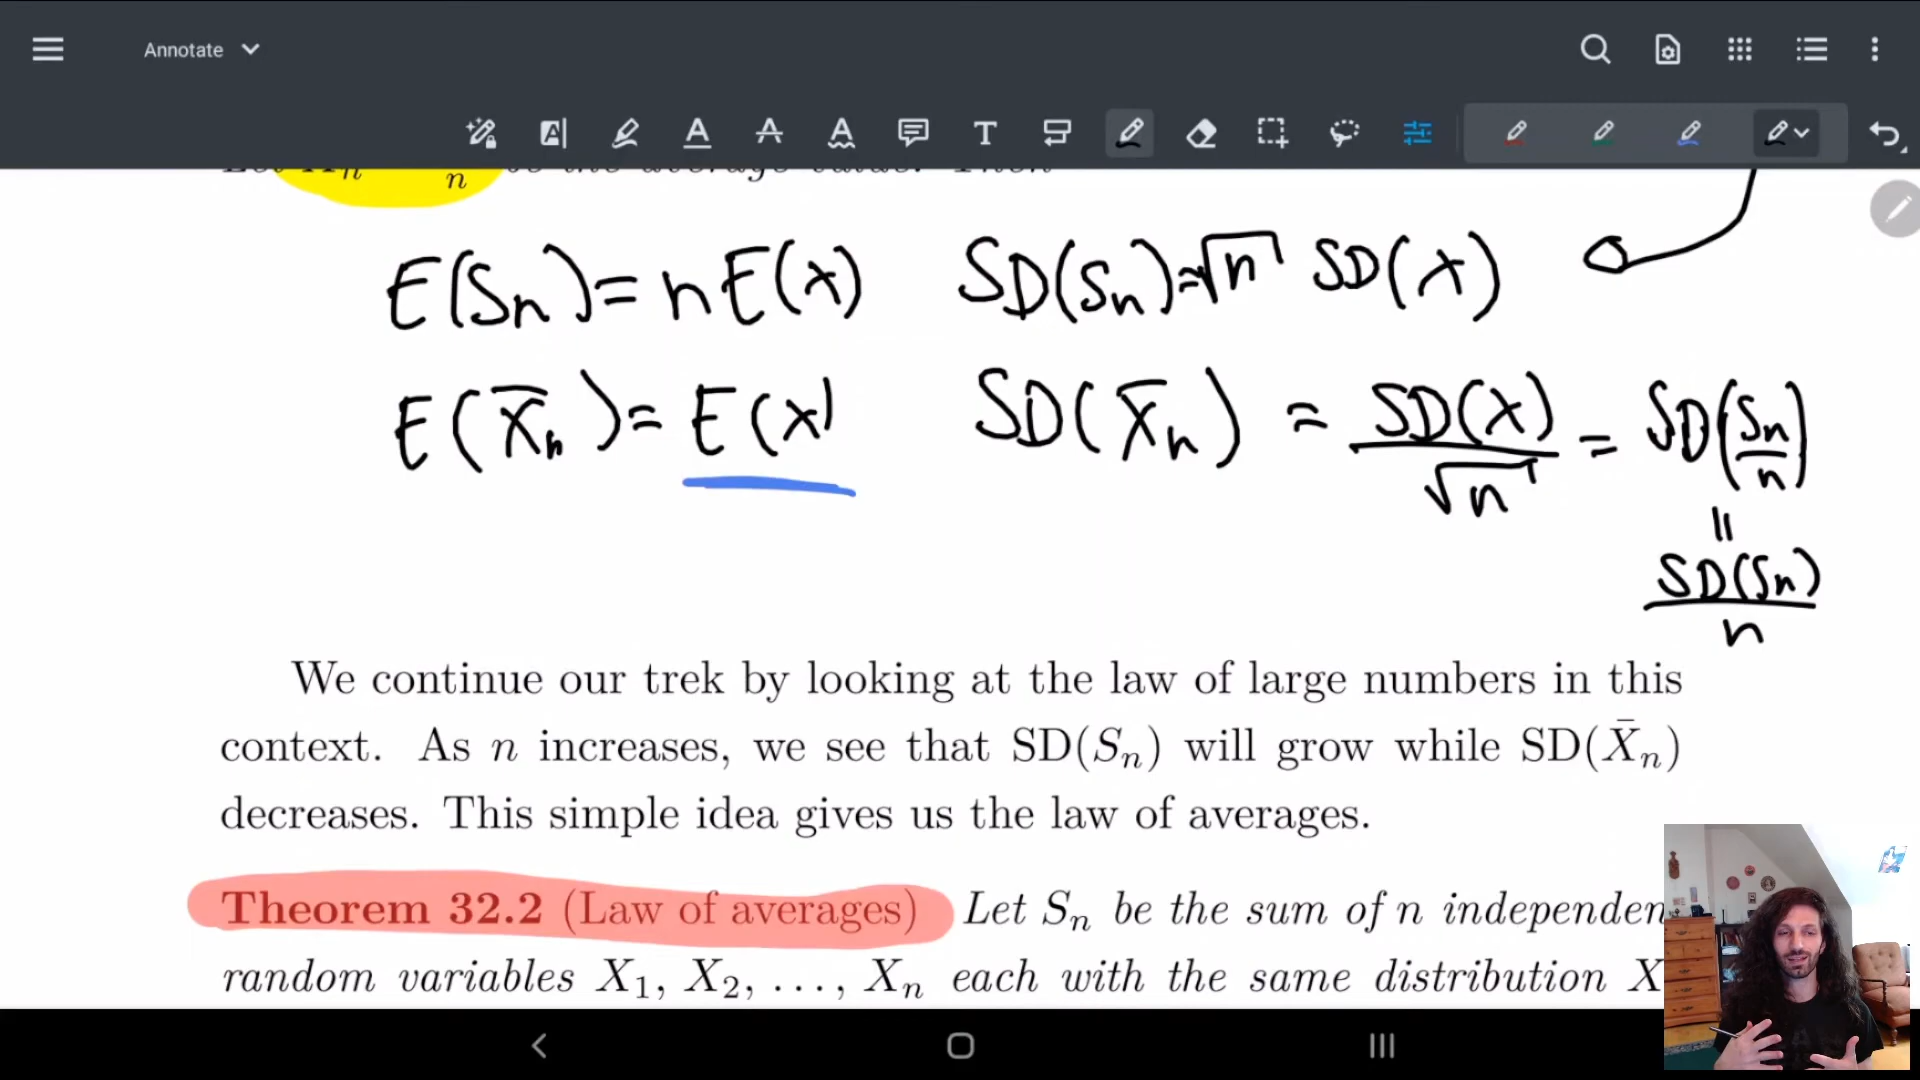 Annotate
n
E(Sn)=nE(X) SD(Sn)=√n SD(X)
E(X̄n)=E(X) SD(X̄n) = SD(X)/√n = SD(Sn/n)
=
SD(Sn)/n
We continue our trek by looking at the law of large numbers in this
context. As n increases, we see that SD(Sn) will grow while SD(X̄n)
decreases. This simple idea gives us the law of averages.
Theorem 32.2 (Law of averages) Let Sn be the sum of n independen
random variables X1, X2, ..., Xn each with the same distribution X